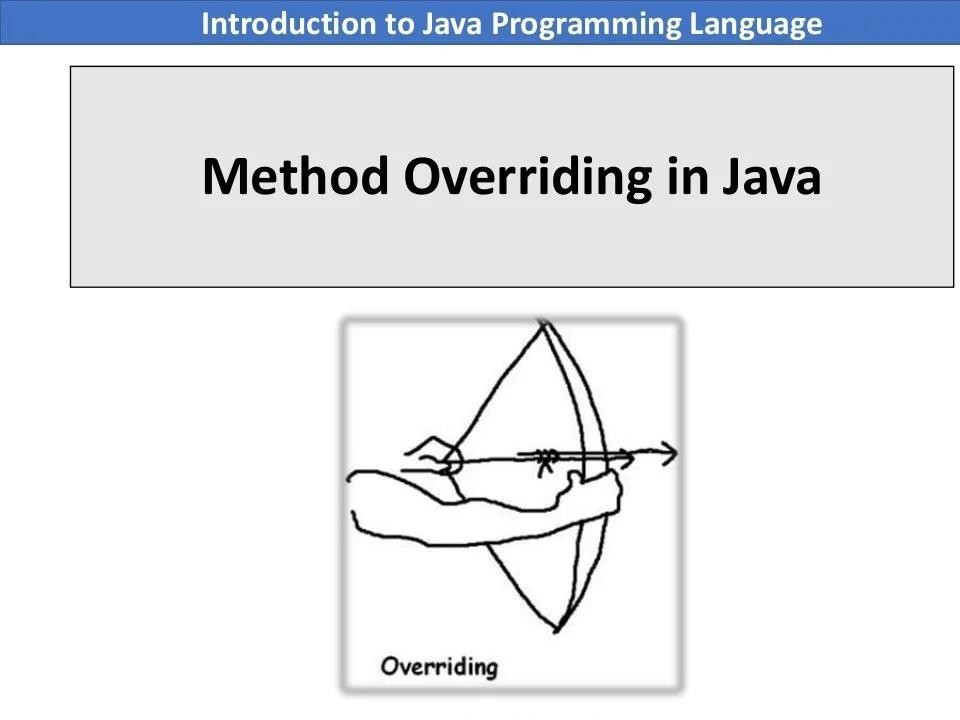 Introduction to Java Programming Language
Method Overriding in Java
Overriding